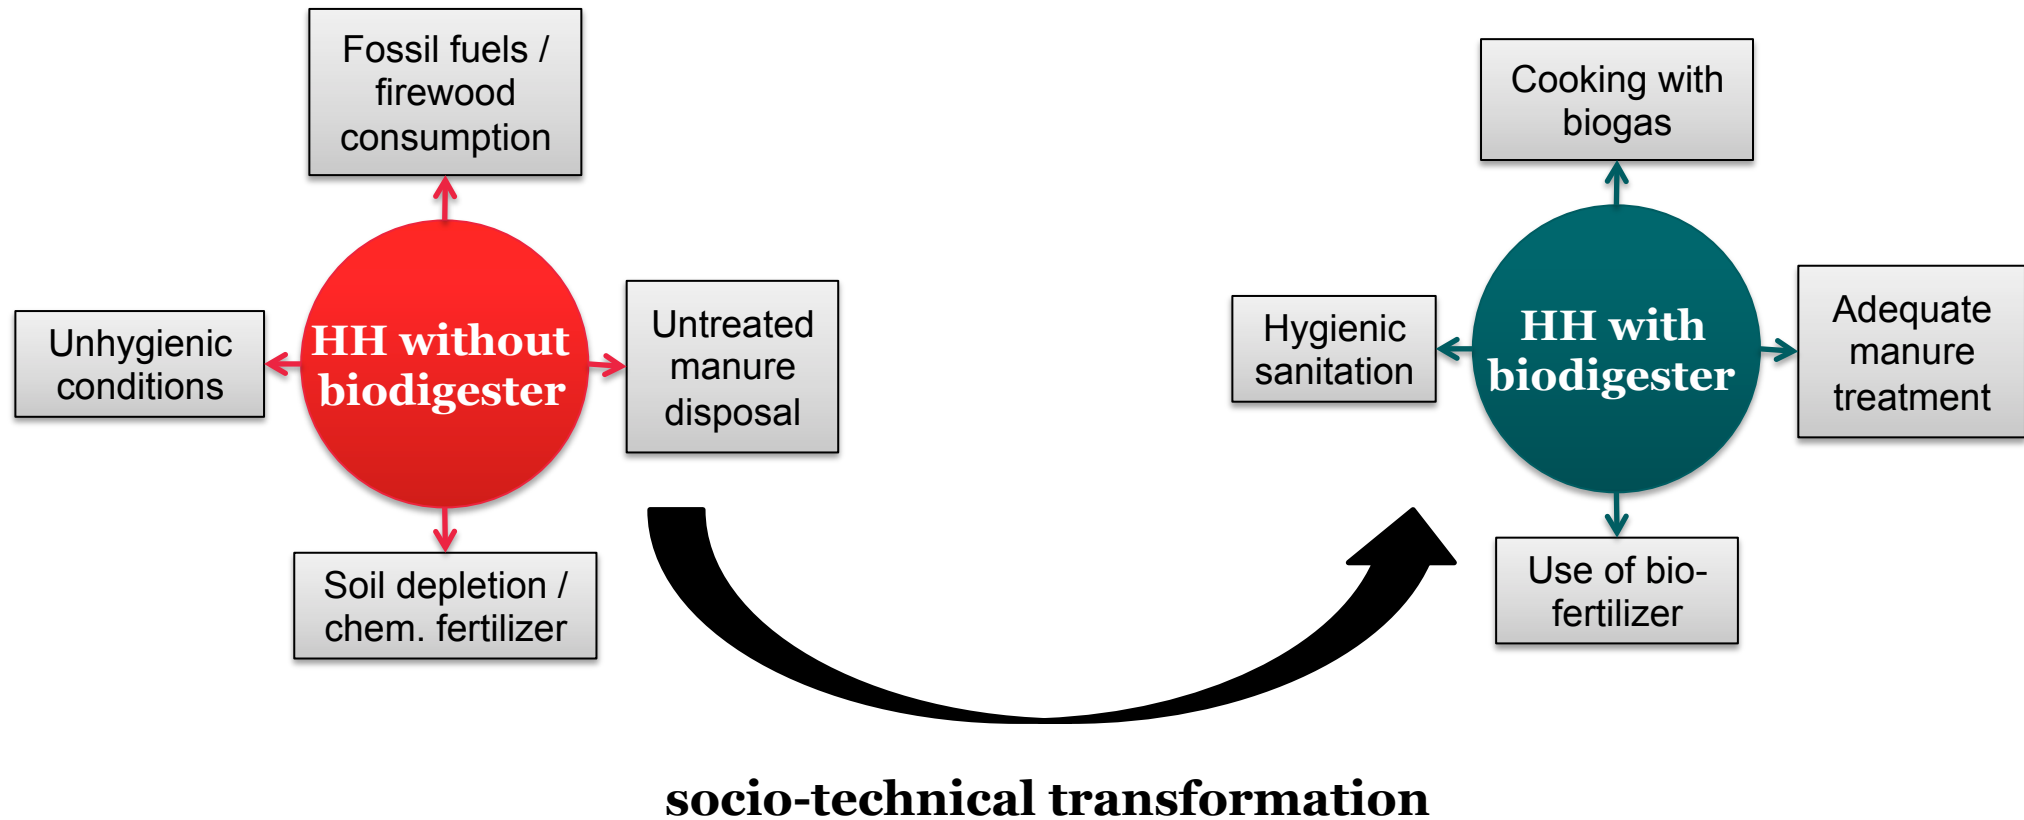 Fossil fuels /
firewood
consumption
Unhygienic
conditions
HH without
biodigester
Untreated
manure
disposal
Soil depletion /
chem. fertilizer
Cooking with
biogas
Hygienic
sanitation
HH with
biodigester
Adequate
manure
treatment
Use of bio-
fertilizer
socio-technical transformation